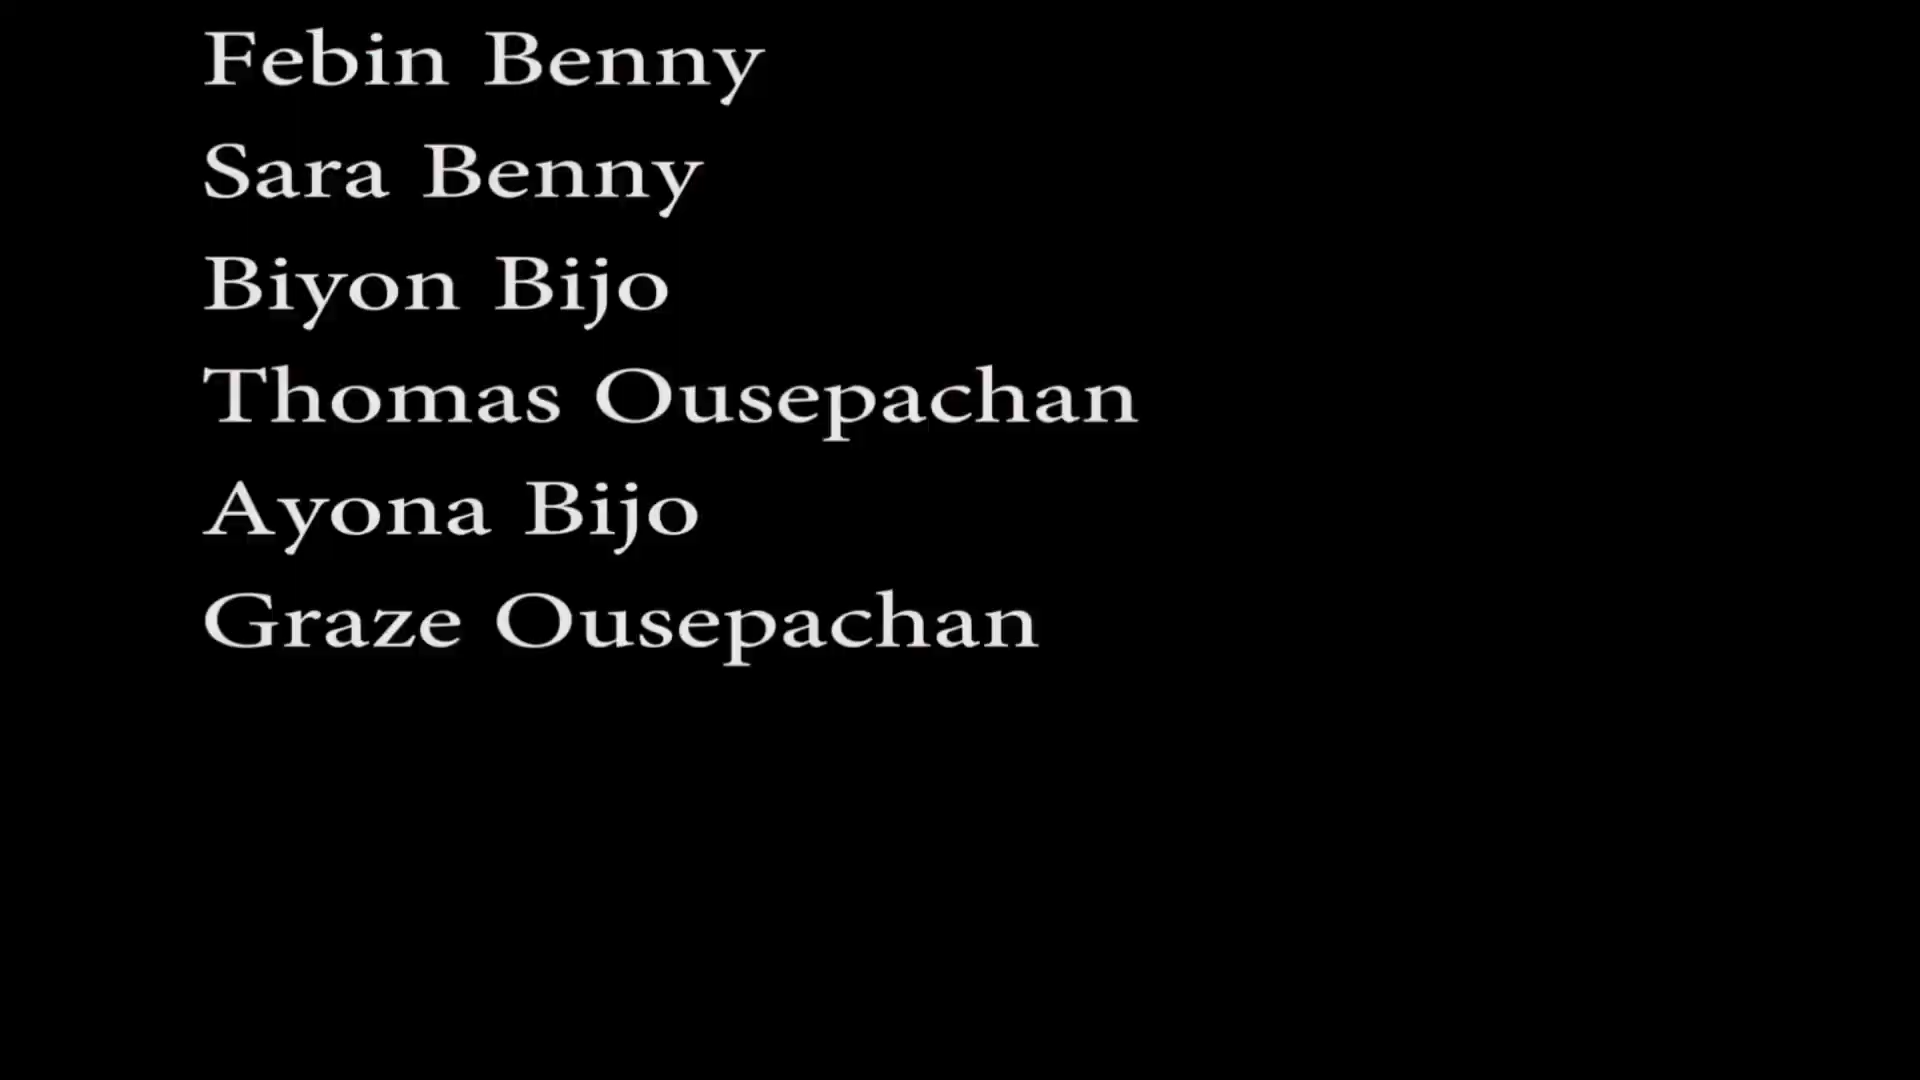 Febin Benny
Sara Benny
Biyon Bijo
Thomas Ousepachan
Ayona Bijo
Graze Ousepachan